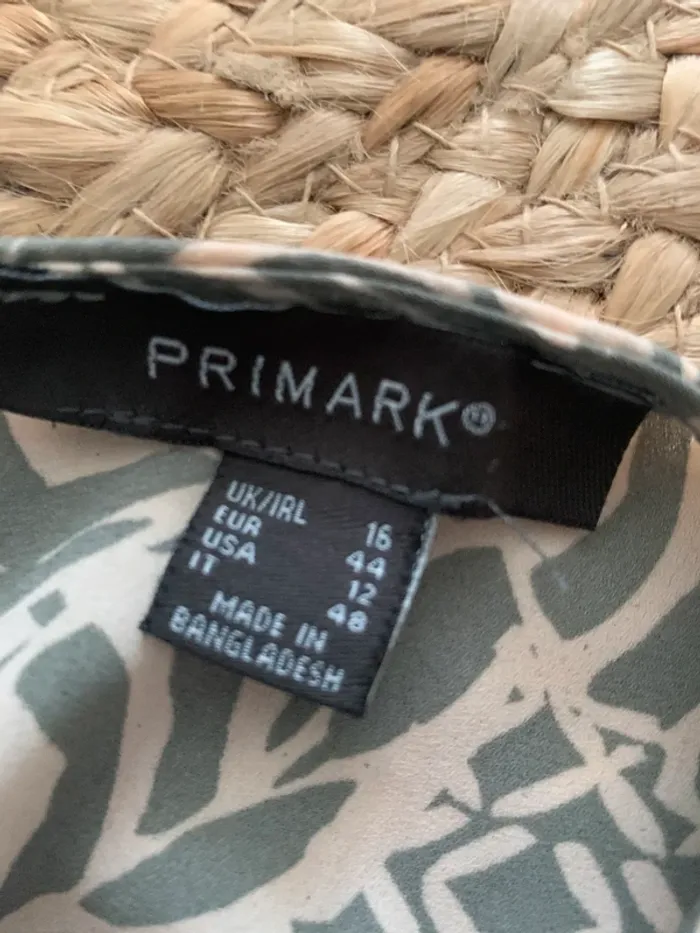 PRIMARK®
UK/IRL 16
EUR 44
USA 12
IT 48
MADE IN
BANGLADESH